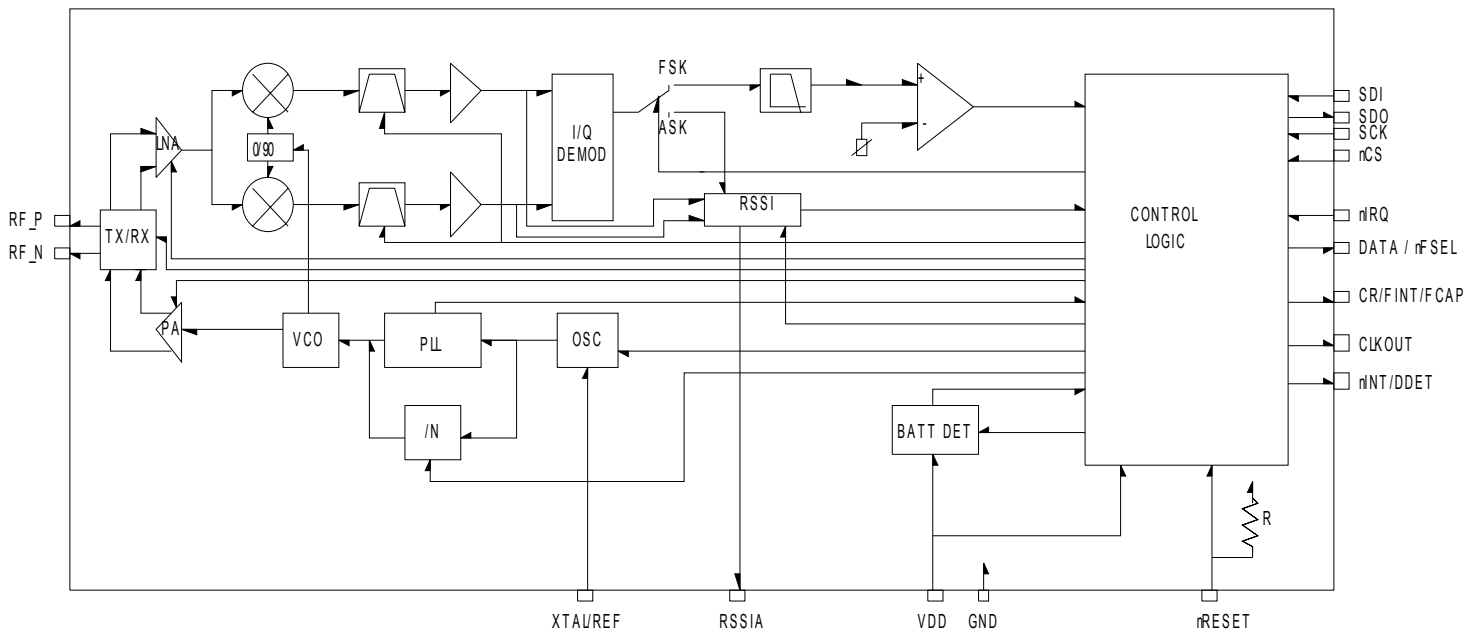 FSK
ASK
+
-
LNA
0/90
I/Q
DEMOD
RSSI
CONTROL
LOGIC
SDI
SDO
SCK
nCS
nIRQ
DATA / nFSEL
CR/FINT/FCAP
CLKOUT
nINT/DDET
RF_P
RF_N
TX/RX
PA
VCO
PLL
OSC
/N
BATT DET
R
XTAL/REF
RSSIA
VDD
GND
nRESET